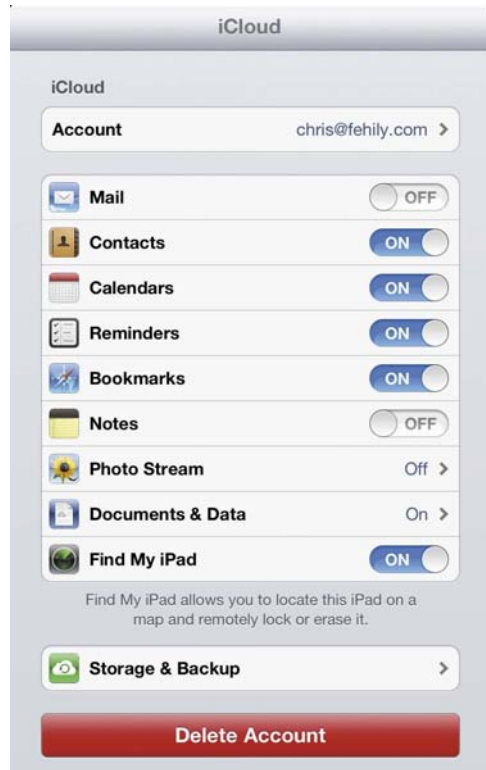 iCloud
iCloud
Account chris@fehily.com
Mail OFF
Contacts ON
Calendars ON
Reminders ON
Bookmarks ON
Notes OFF
Photo Stream Off
Documents & Data On
Find My iPad ON
Find My iPad allows you to locate this iPad on a
map and remotely lock or erase it.
Storage & Backup
Delete Account